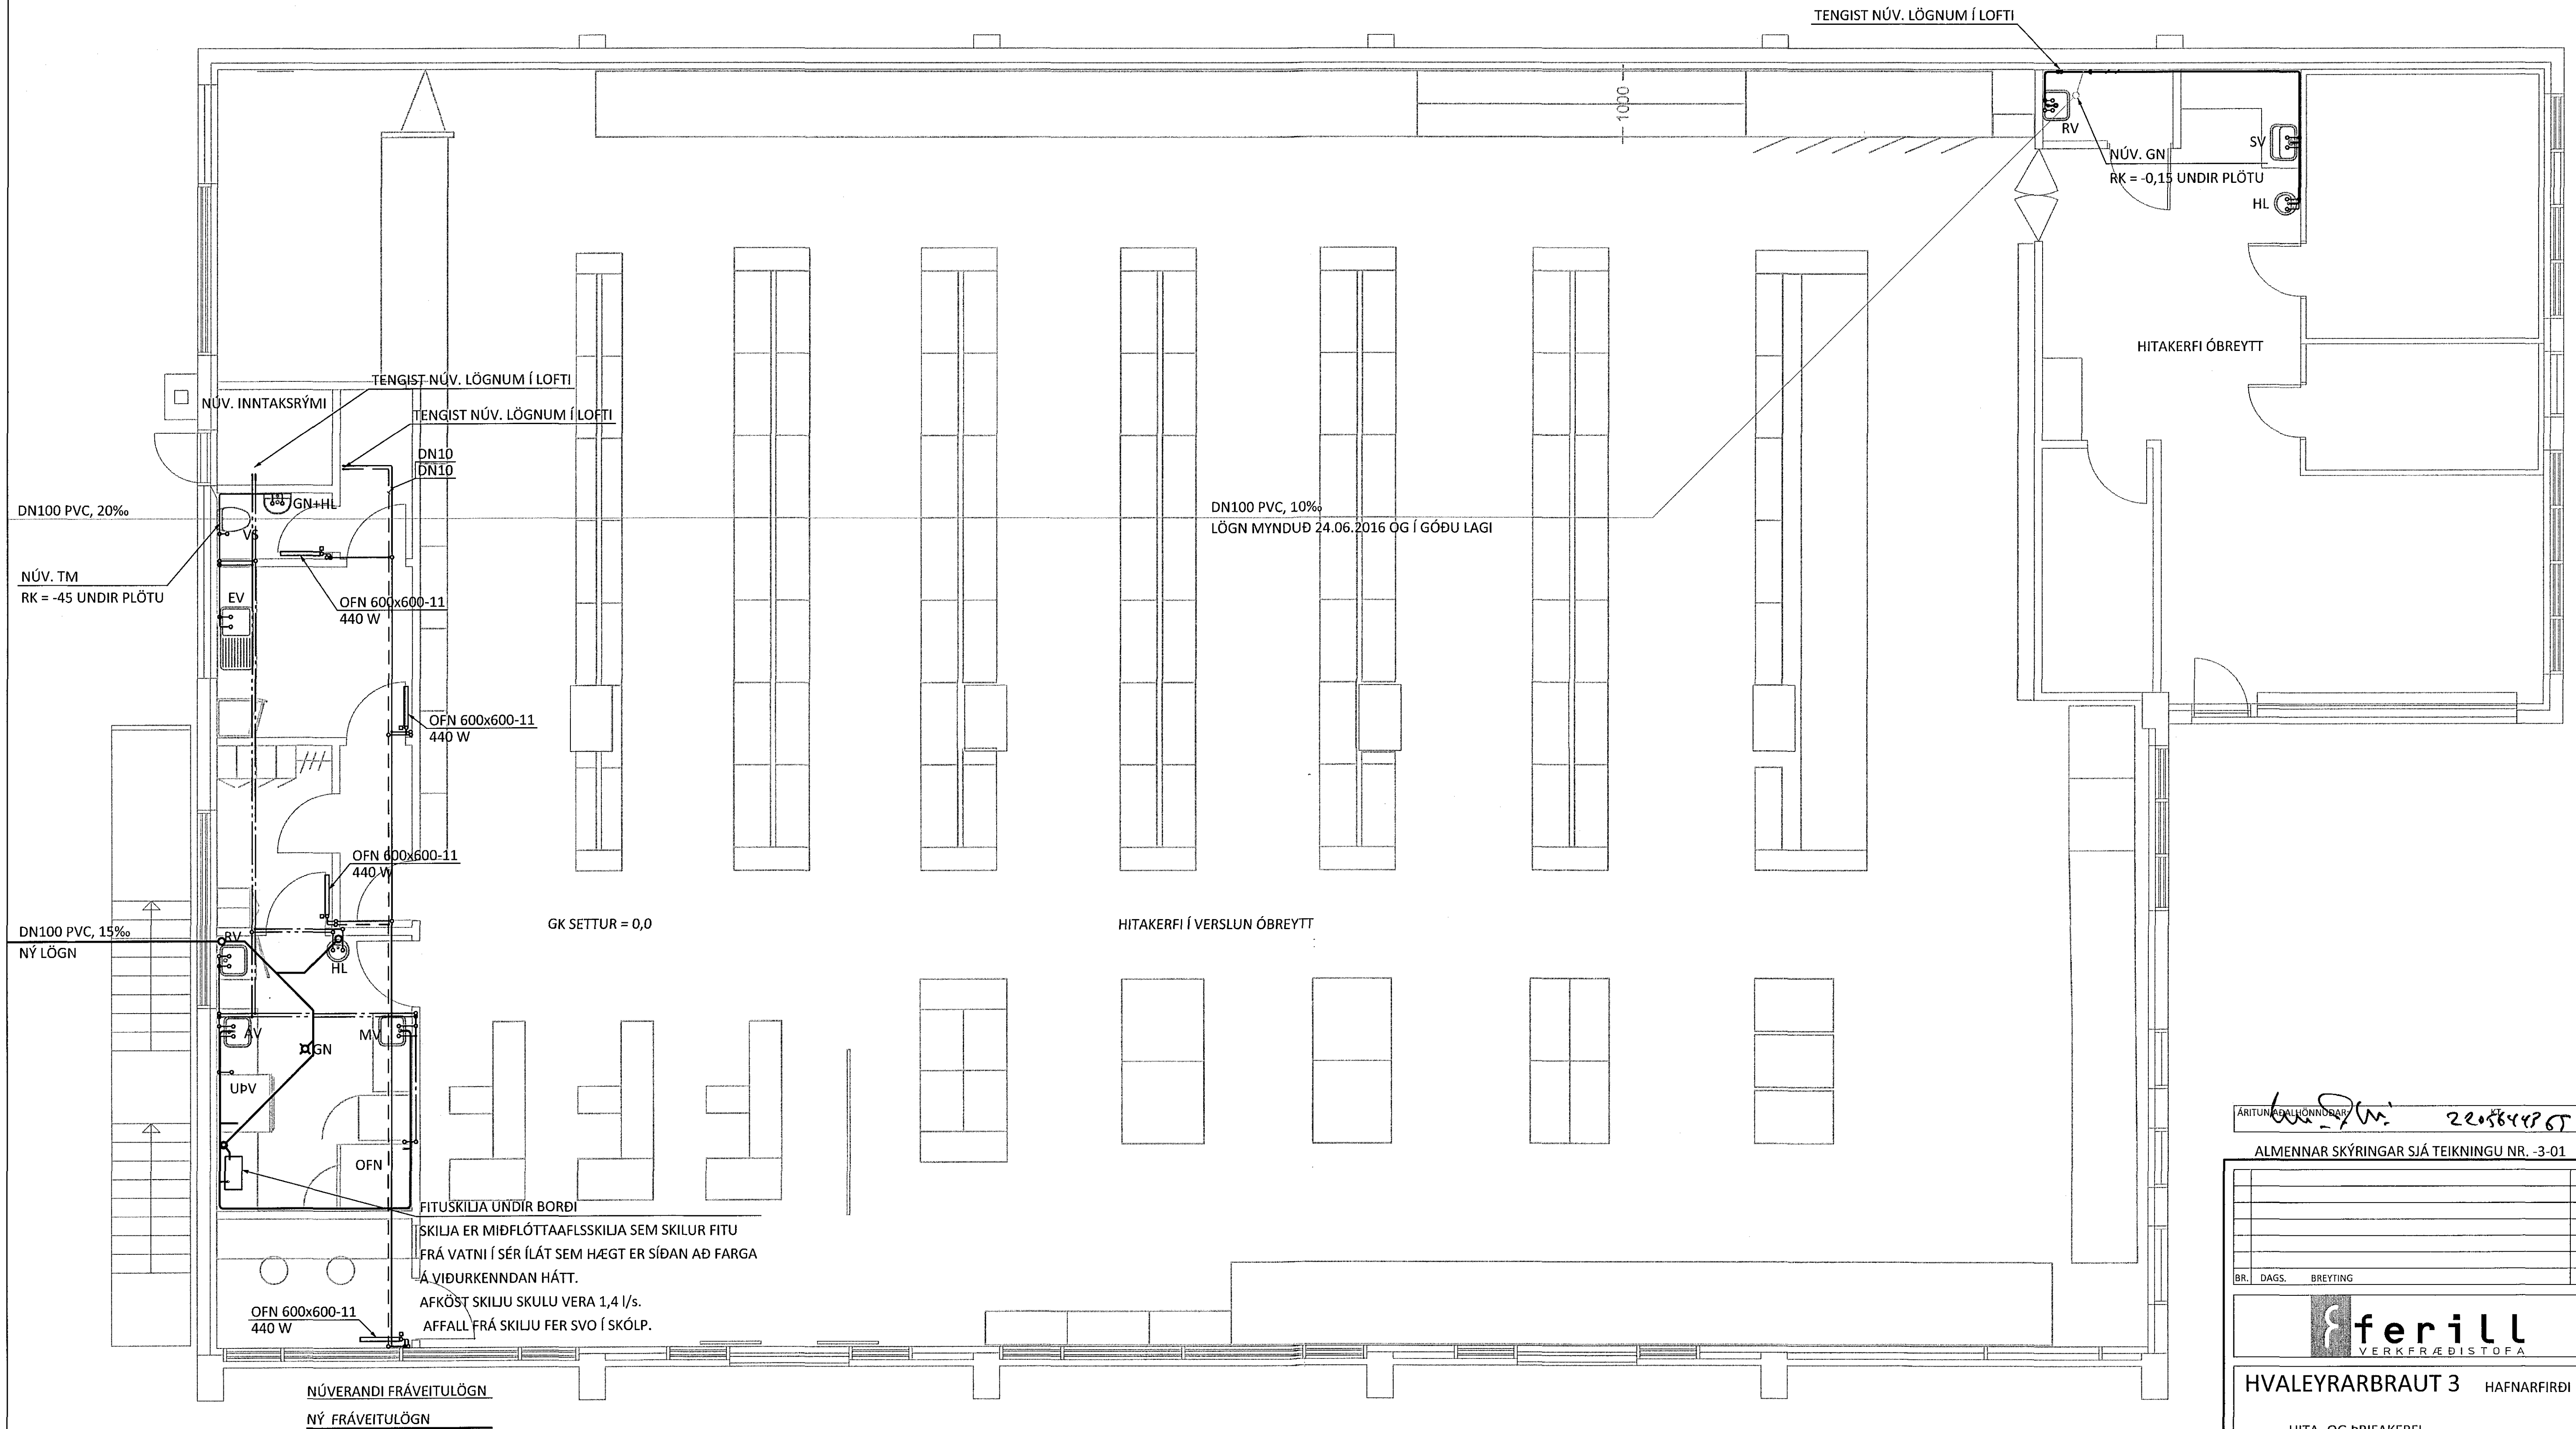 TENGIST NÚV. LÖGNUM Í LOFTI
1000
RV
SV
NÚV. GN
RK = -0,15 UNDIR PLÖTU
HL
HITAKERFI ÓBREYTT
TENGIST NÚV. LÖGNUM Í LOFTI
NÚV. INNTAKSRÝMI
TENGIST NÚV. LÖGNUM Í LOFTI
DN10
DN10
GN+HL
DN100 PVC, 20‰
VS
DN100 PVC, 10‰
LÖGN MYNDUÐ 24.06.2016 OG Í GÓÐU LAGI
NÚV. TM
RK = -45 UNDIR PLÖTU
EV
OFN 600x600-11
440 W
OFN 600x600-11
440 W
OFN 600x600-11
440 W
GK SETTUR = 0,0
HITAKERFI Í VERSLUN ÓBREYTT
DN100 PVC, 15‰
NÝ LÖGN
RV
HL
AV
MV
GN
UÞV
OFN
FITUSKILJA UNDIR BORÐI
SKILJA ER MIÐFLÓTTAAFLSSKILJA SEM SKILUR FITU
FRÁ VATNI Í SÉR ÍLÁT SEM HÆGT ER SÍÐAN AÐ FARGA
Á VIÐURKENNDAN HÁTT.
AFKÖST SKILJU SKULU VERA 1,4 l/s.
AFFALL FRÁ SKILJU FER SVO Í SKÓLP.
OFN 600x600-11
440 W
NÚVERANDI FRÁVEITULÖGN
NÝ FRÁVEITULÖGN
ÁRITUN AÐALHÖNNUÐAR:
KT.
ALMENNAR SKÝRINGAR SJÁ TEIKNINGU NR. -3-01
BR. DAGS. BREYTING
ferill
VERKFRÆÐISTOFA
HVALEYRARBRAUT 3 HAFNARFIRÐI